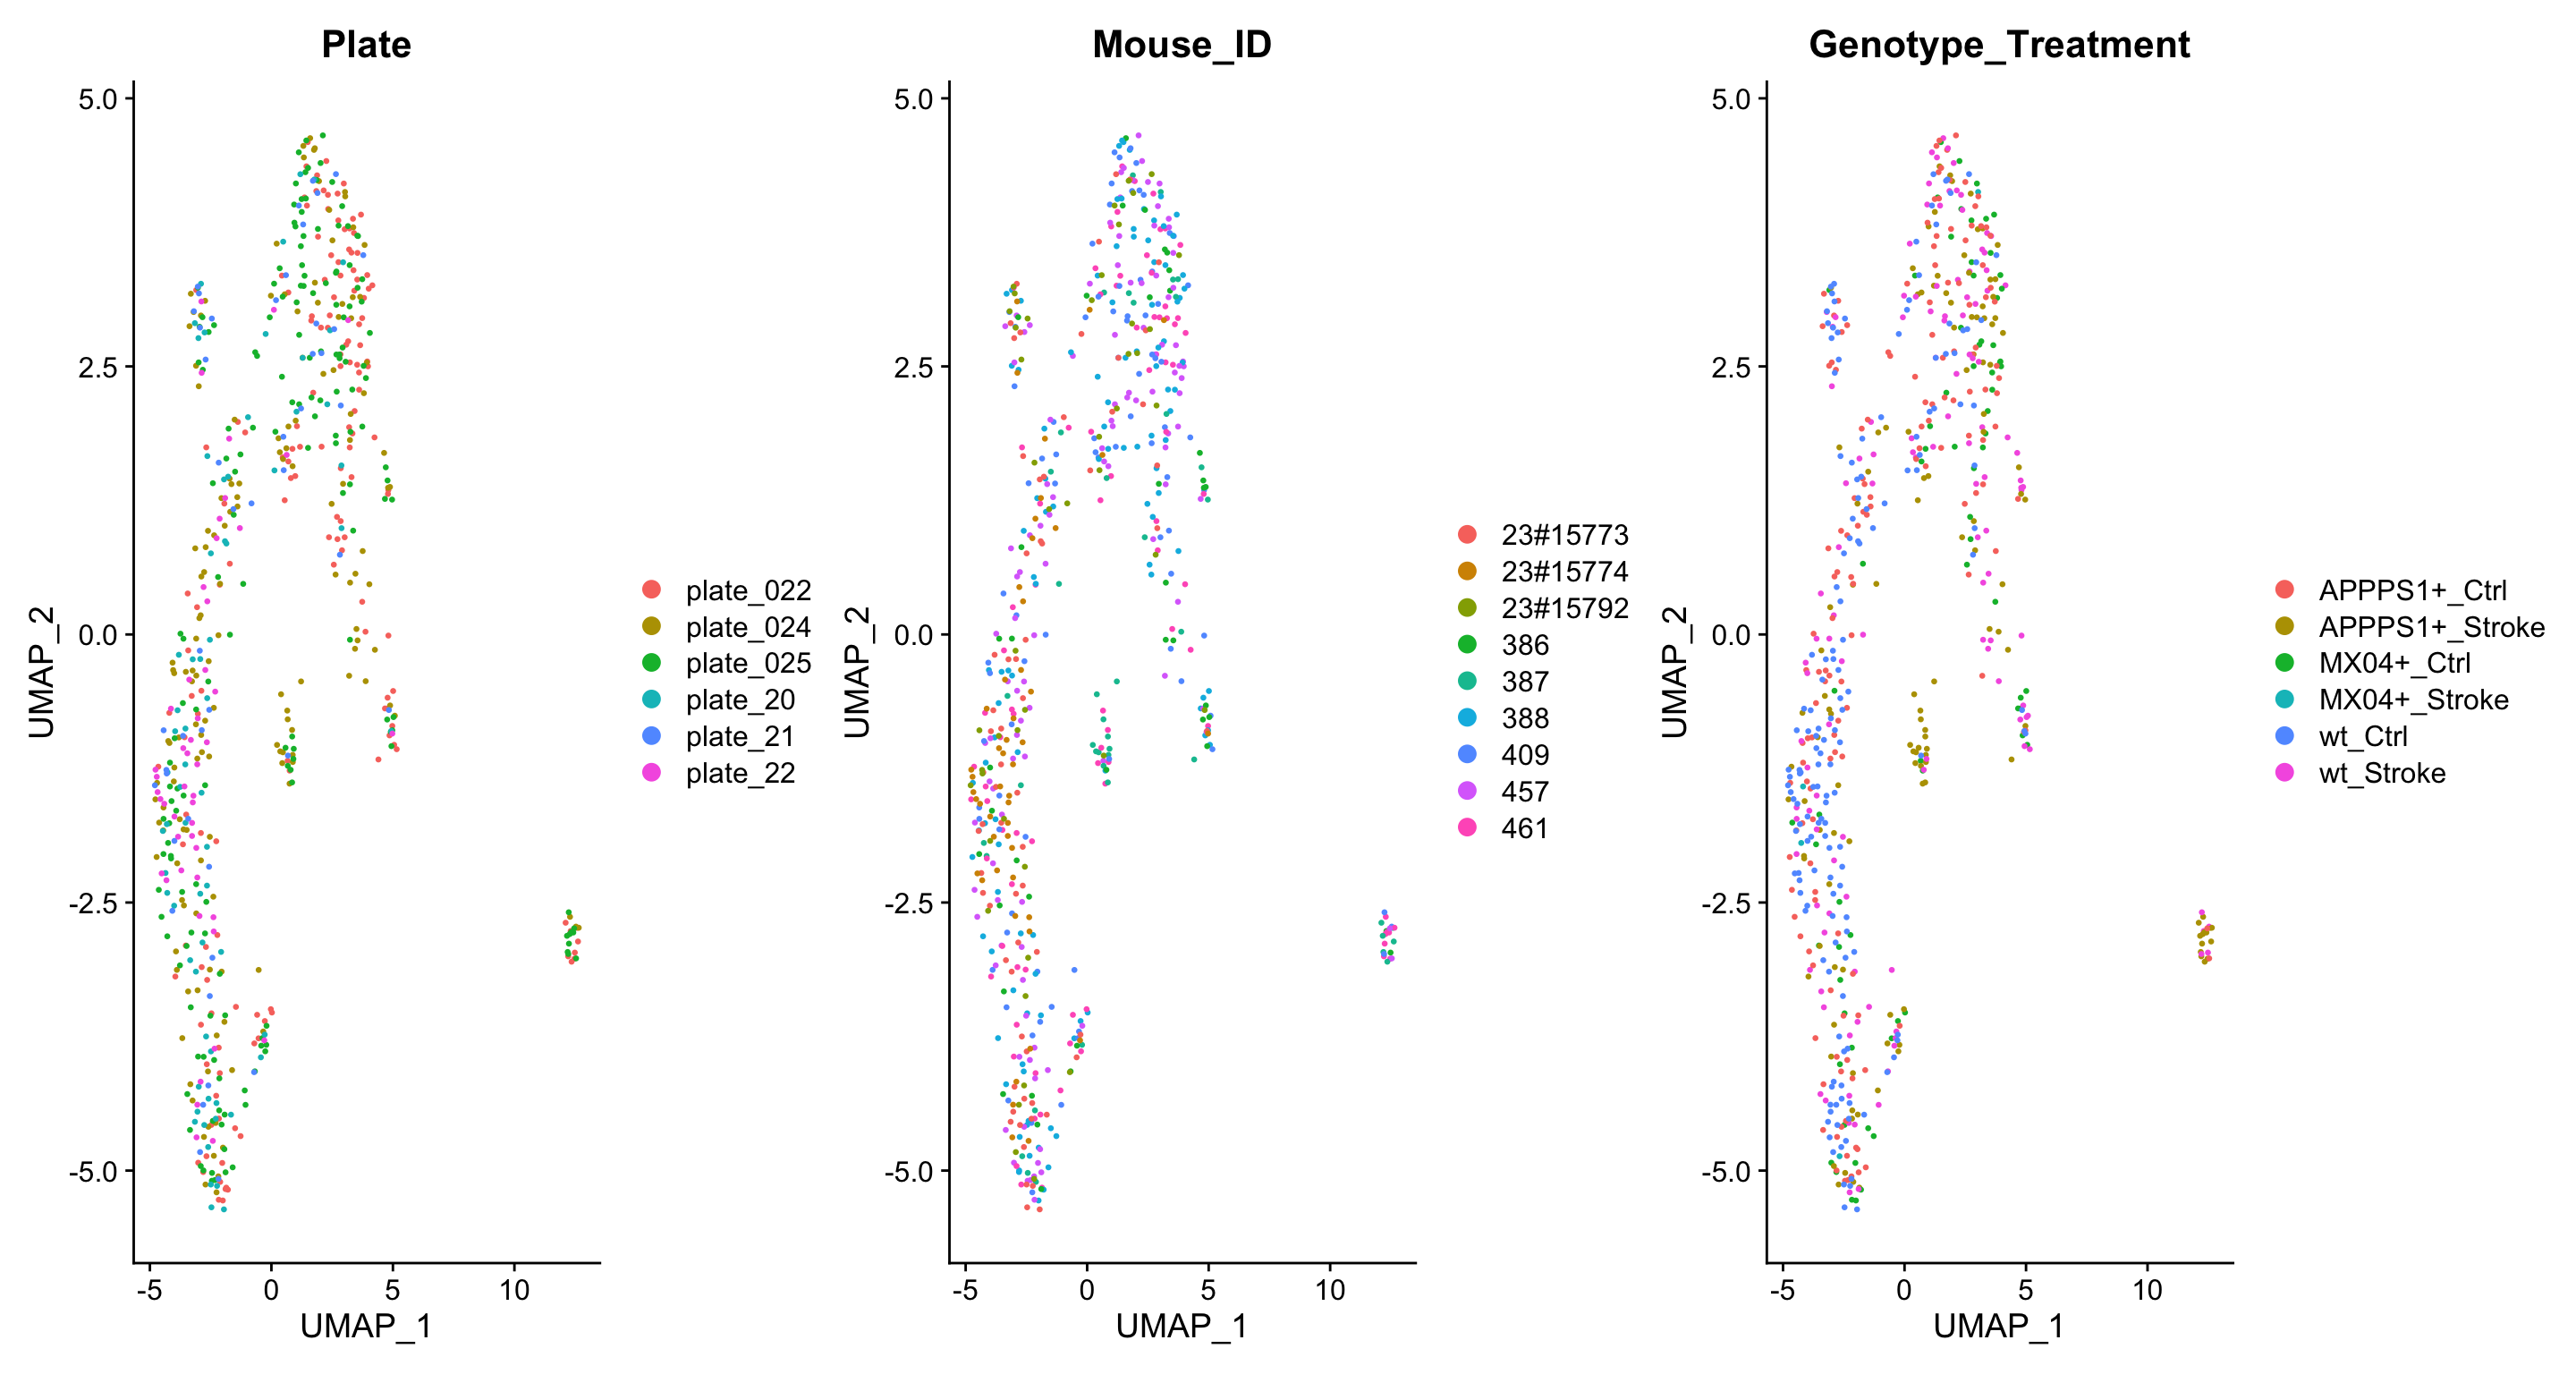 Plate
5.0
2.5
0.0
-2.5
-5.0
UMAP_2
-5 0 5 10
UMAP_1
plate_022
plate_024
plate_025
plate_20
plate_21
plate_22
Mouse_ID
5.0
2.5
0.0
-2.5
-5.0
UMAP_2
-5 0 5 10
UMAP_1
23#15773
23#15774
23#15792
386
387
388
409
457
461
Genotype_Treatment
5.0
2.5
0.0
-2.5
-5.0
UMAP_2
-5 0 5 10
UMAP_1
APPPS1+_Ctrl
APPPS1+_Stroke
MX04+_Ctrl
MX04+_Stroke
wt_Ctrl
wt_Stroke